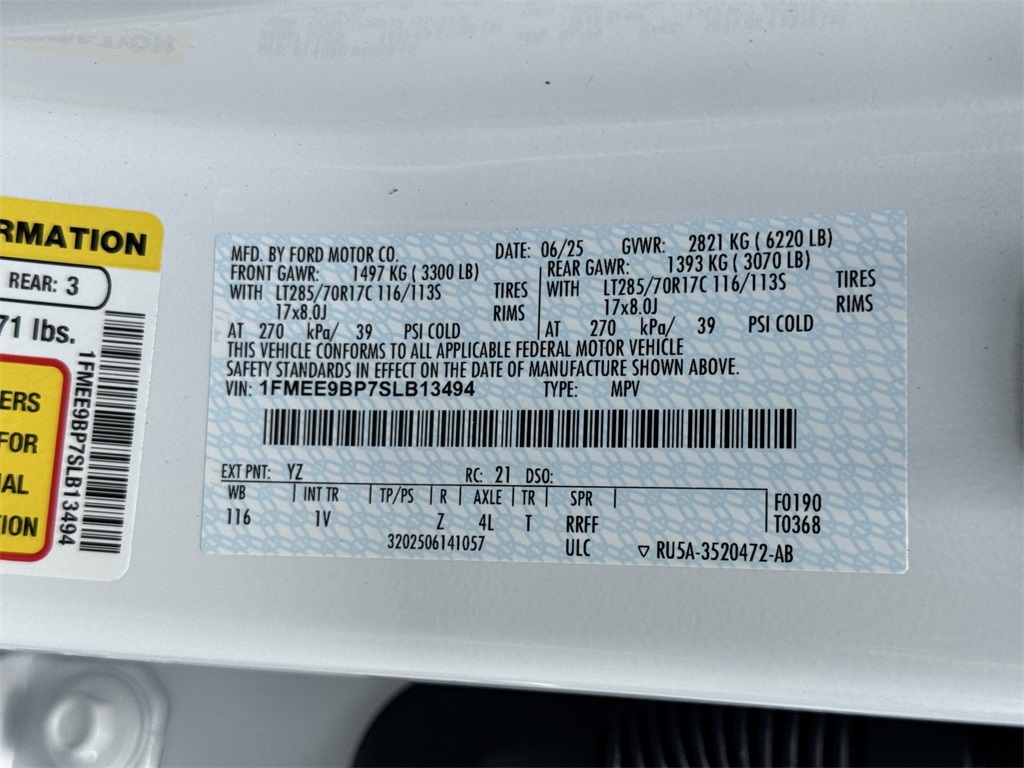 RMATION
REAR: 3
71 lbs.
ERS
FOR
IAL
ION
1FMEE9BP7SLB13494
MFD. BY FORD MOTOR CO. DATE: 06/25 GVWR: 2821 KG ( 6220 LB)
FRONT GAWR: 1497 KG ( 3300 LB) REAR GAWR: 1393 KG ( 3070 LB)
WITH LT285/70R17C 116/113S TIRES WITH LT285/70R17C 116/113S TIRES
17x8.0J RIMS 17x8.0J RIMS
AT 270 kPa/ 39 PSI COLD AT 270 kPa/ 39 PSI COLD
THIS VEHICLE CONFORMS TO ALL APPLICABLE FEDERAL MOTOR VEHICLE
SAFETY STANDARDS IN EFFECT ON THE DATE OF MANUFACTURE SHOWN ABOVE.
VIN: 1FMEE9BP7SLB13494 TYPE: MPV
EXT PNT: YZ RC: 21 DSO:
WB INT TR TP/PS R AXLE TR SPR F0190
116 1V Z 4L T RRFF T0368
3202506141057 ULC ▽ RU5A-3520472-AB